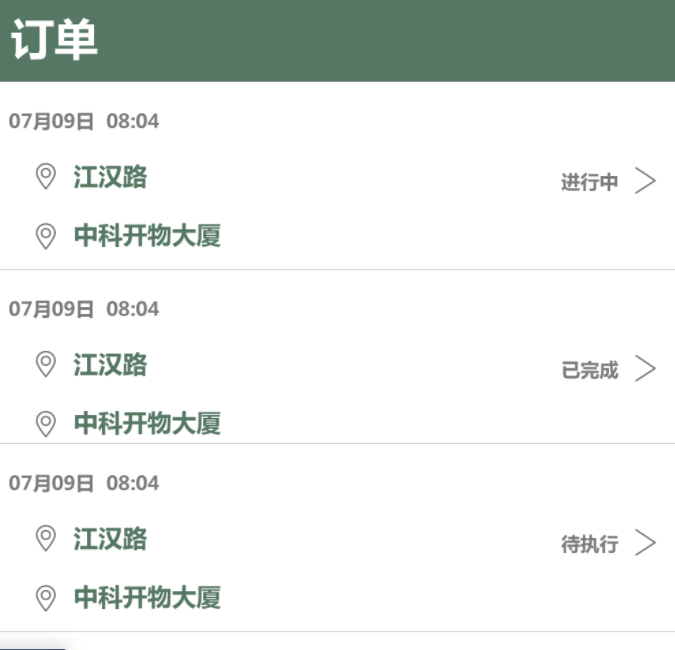 订单
07月09日 08:04
江汉路
进行中
中科开物大厦
07月09日 08:04
江汉路
已完成
中科开物大厦
07月09日 08:04
江汉路
待执行
中科开物大厦